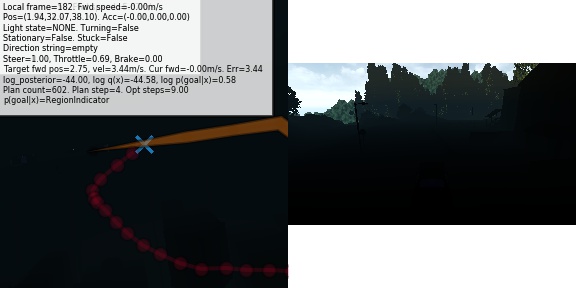 Local frame=182. Fwd speed=-0.00m/s
Pos=(1.94,32.07,38.10). Acc=(-0.00,0.00,0.00)
Light state=NONE. Turning=False
Stationary=False. Stuck=False
Direction string=empty
Steer=1.00, Throttle=0.69, Brake=0.00
Target fwd pos=2.75, vel=3.44m/s. Cur fwd=-0.00m/s. Err=3.44
log_posterior=-44.00, log q(x)=-44.58, log p(goal|x)=0.58
Plan count=602. Plan step=4. Opt steps=9.00
p(goal|x)=RegionIndicator